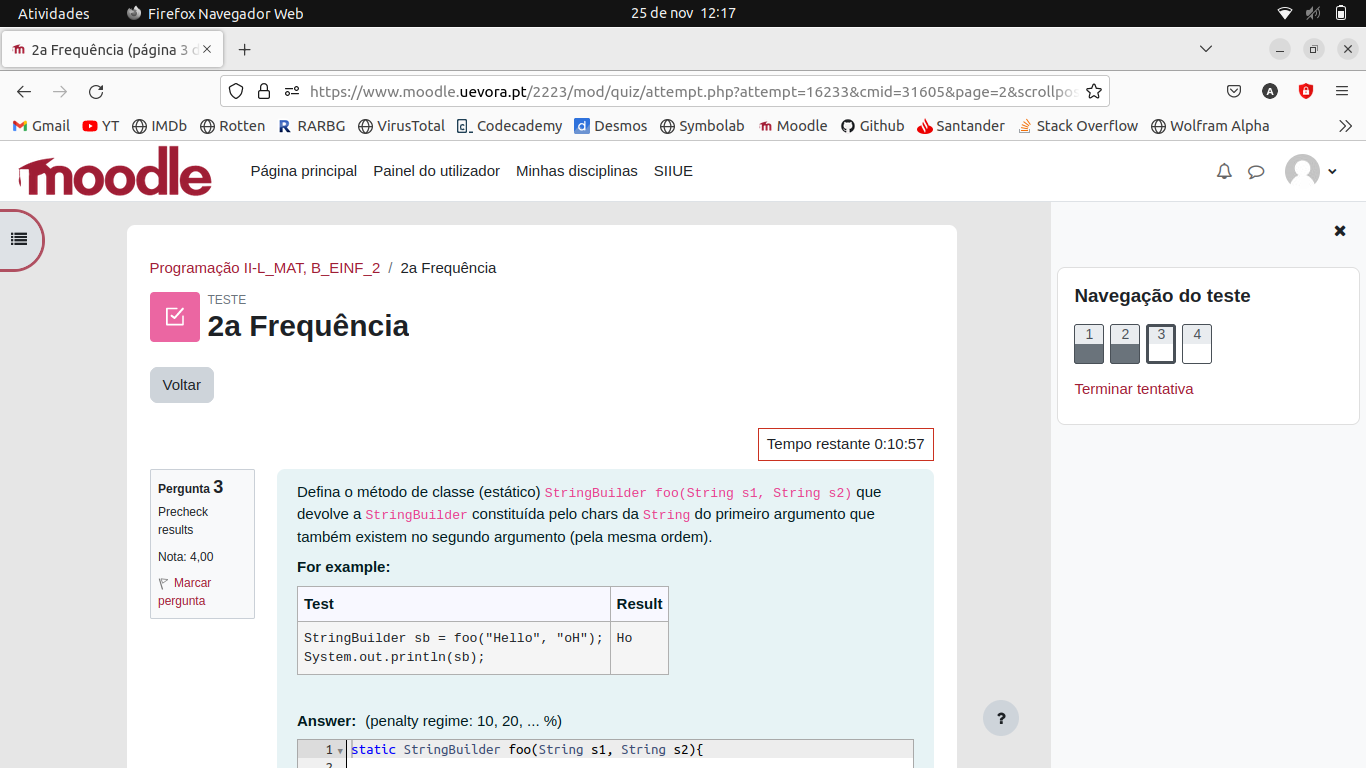 Atividades Firefox Navegador Web 25 de nov 12:17
2a Frequência (página 3 d
https://www.moodle.uevora.pt/2223/mod/quiz/attempt.php?attempt=16233&cmid=31605&page=2&scrollpos
Gmail YT IMDb Rotten RARBG VirusTotal Codecademy Desmos Symbolab Moodle Github Santander Stack Overflow Wolfram Alpha
moodle Página principal Painel do utilizador Minhas disciplinas SIIUE
Programação II-L_MAT, B_EINF_2 / 2a Frequência
TESTE
2a Frequência
Voltar
Tempo restante 0:10:57
Pergunta 3
Precheck
results
Nota: 4,00
Marcar
pergunta
Defina o método de classe (estático) StringBuilder foo(String s1, String s2) que
devolve a StringBuilder constituída pelo chars da String do primeiro argumento que
também existem no segundo argumento (pela mesma ordem).
For example:
Test Result
StringBuilder sb = foo("Hello", "oH"); Ho
System.out.println(sb);
Answer: (penalty regime: 10, 20, ... %)
1 static StringBuilder foo(String s1, String s2){
2
Navegação do teste
1 2 3 4
Terminar tentativa
?